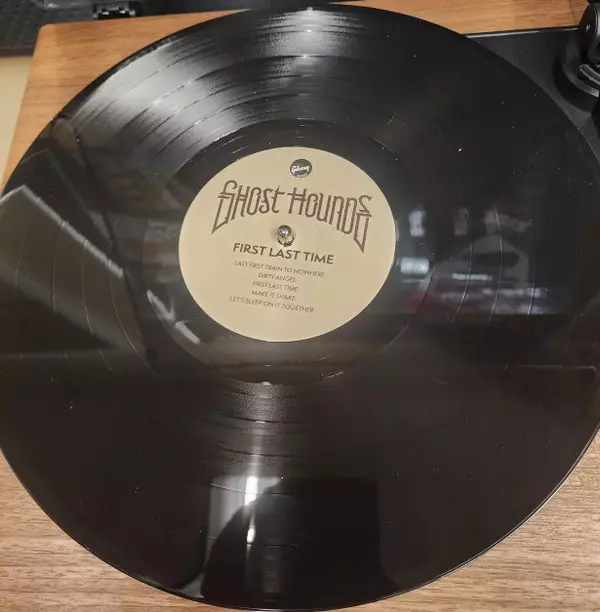 Gibson
GHOST HOUNDS
FIRST LAST TIME
LAST FIRST TRAIN TO NOWHERE
DIRTY ANGEL
FIRST LAST TIME
MAKE IT SHAKE
LET'S SLEEP ON IT TOGETHER